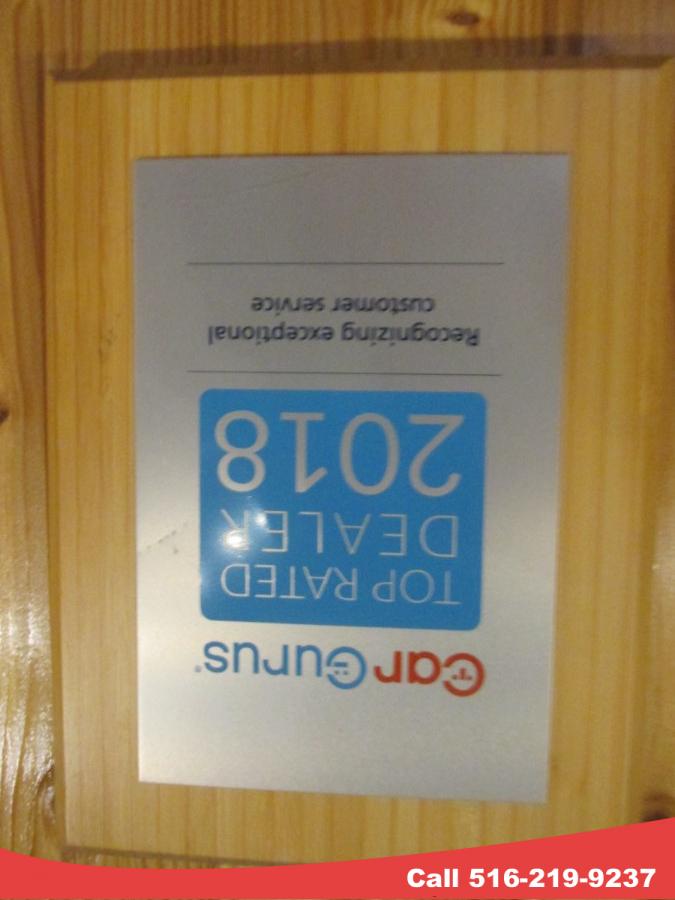 CarGurus®
TOP RATED
DEALER
2018
Recognizing exceptional
customer service
Call 516-219-9237